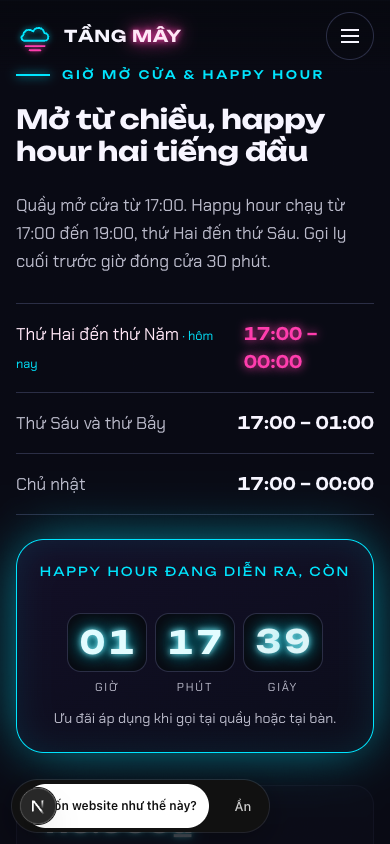 TẦNG MÂY
GIỜ MỞ CỬA & HAPPY HOUR
Mở từ chiều, happy
hour hai tiếng đầu
Quầy mở cửa từ 17:00. Happy hour chạy từ
17:00 đến 19:00, thứ Hai đến thứ Sáu. Gọi ly
cuối trước giờ đóng cửa 30 phút.
Thứ Hai đến thứ Năm · hôm
nay
17:00 –
00:00
Thứ Sáu và thứ Bảy 17:00 – 01:00
Chủ nhật 17:00 – 00:00
HAPPY HOUR ĐANG DIỄN RA, CÒN
01 17 39
GIỜ PHÚT GIÂY
Ưu đãi áp dụng khi gọi tại quầy hoặc tại bàn.
N website như thế này? Ẩn